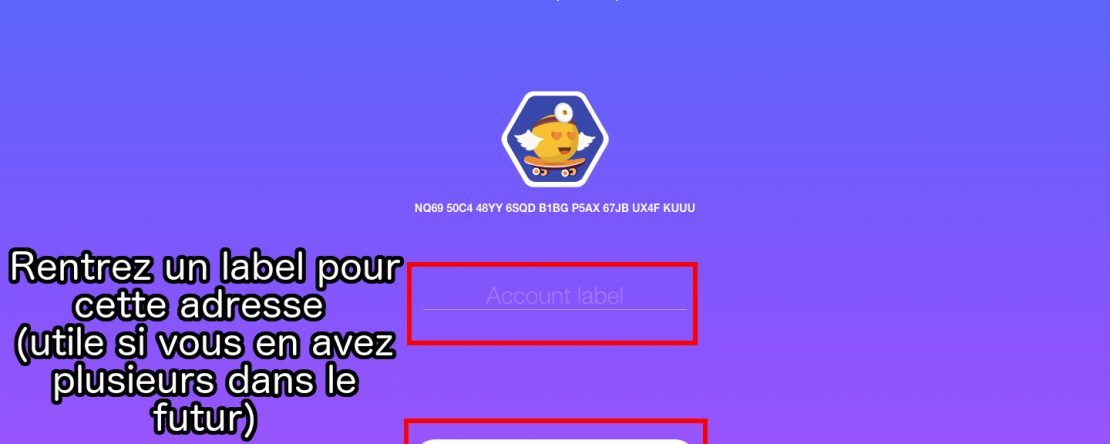 NQ69 50C4 48YY 6SQD B1BG P5AX 67JB UX4F KUUU
Rentrez un label pour
cette adresse
(utile si vous en avez
plusieurs dans le
futur)
Account label